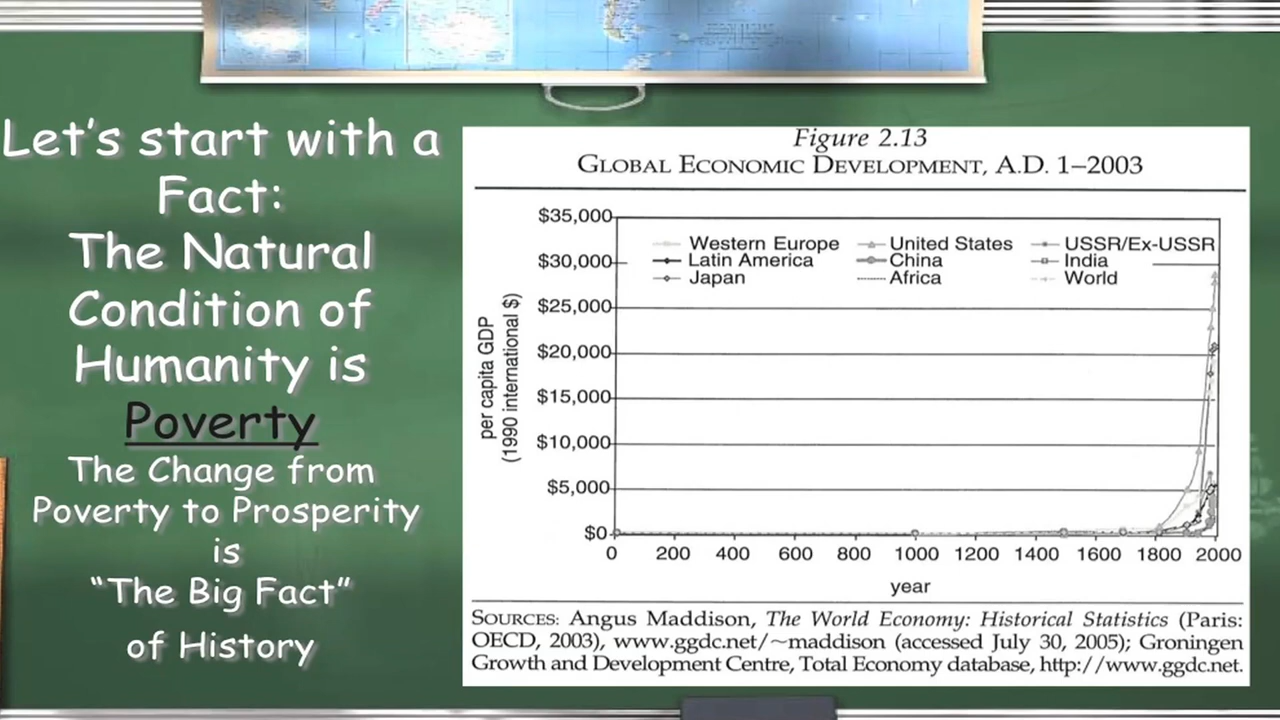 Let's start with a
Fact:
The Natural
Condition of
Humanity is
Poverty
The Change from
Poverty to Prosperity
is
"The Big Fact"
of History
Figure 2.13
GLOBAL ECONOMIC DEVELOPMENT, A.D. 1–2003
$35,000
$30,000
$25,000
$20,000
$15,000
$10,000
$5,000
$0
per capita GDP
(1990 international $)
Western Europe United States USSR/Ex-USSR
Latin America China India
Japan Africa World
0 200 400 600 800 1000 1200 1400 1600 1800 2000
year
SOURCES: Angus Maddison, The World Economy: Historical Statistics (Paris:
OECD, 2003), www.ggdc.net/~maddison (accessed July 30, 2005); Groningen
Growth and Development Centre, Total Economy database, http://www.ggdc.net.